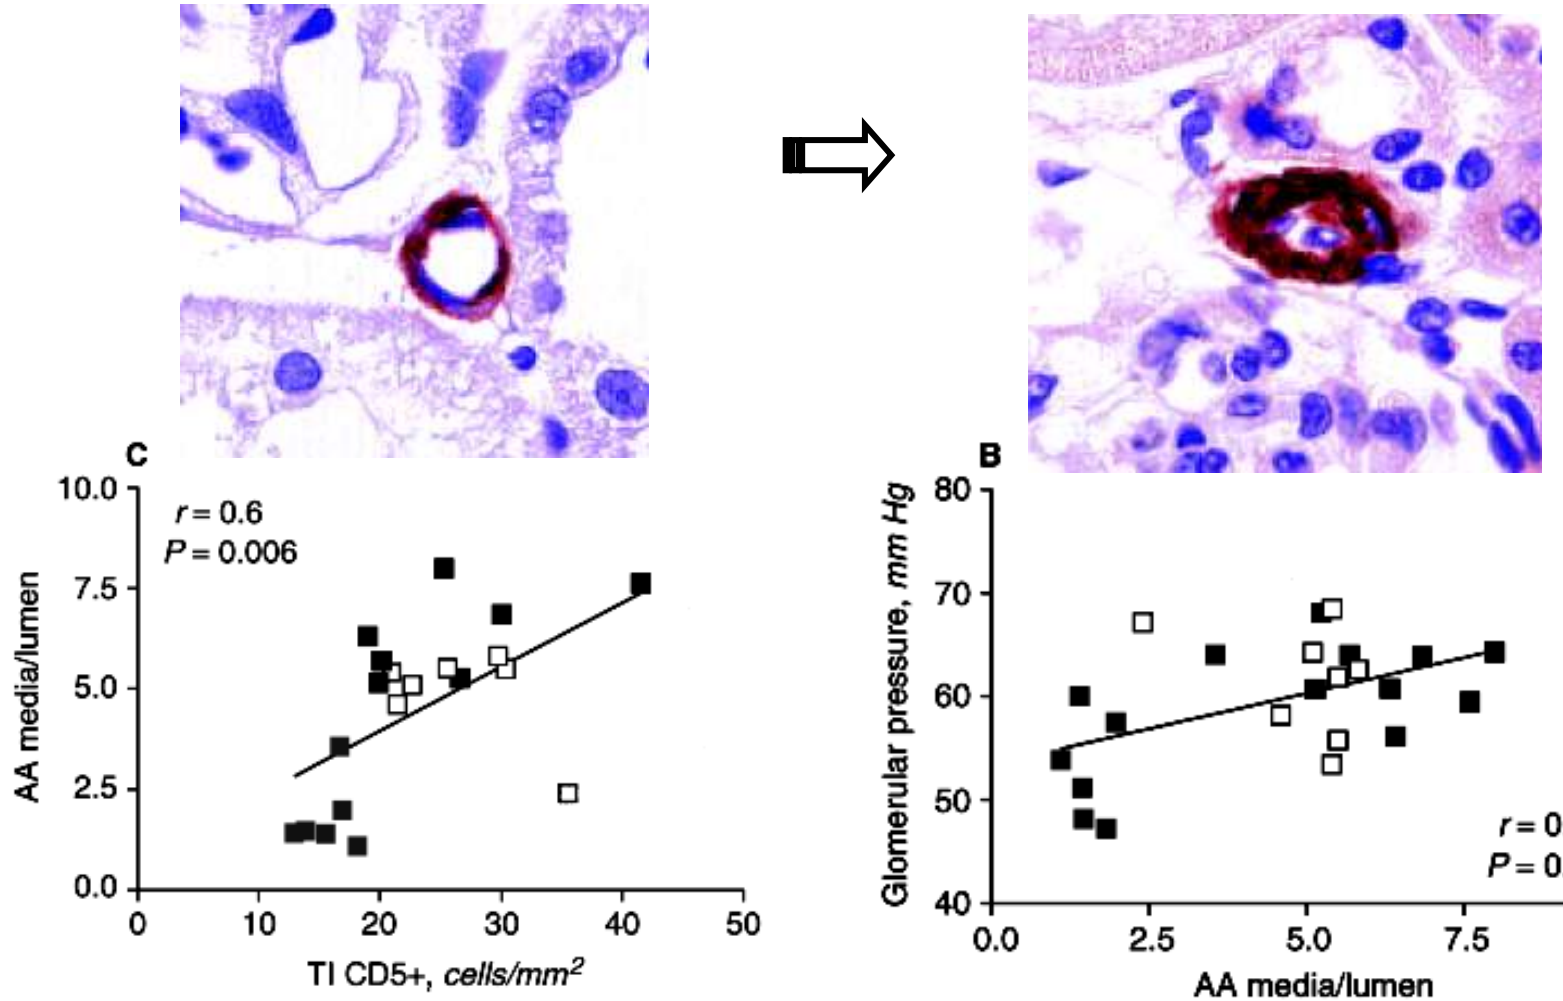 C
10.0
7.5
5.0
2.5
0.0
r = 0.6
P = 0.006
AA media/lumen
0 10 20 30 40 50
TI CD5+, cells/mm²
B
80
70
60
50
40
Glomerular pressure, mm Hg
r = 0
P = 0.
0.0 2.5 5.0 7.5
AA media/lumen